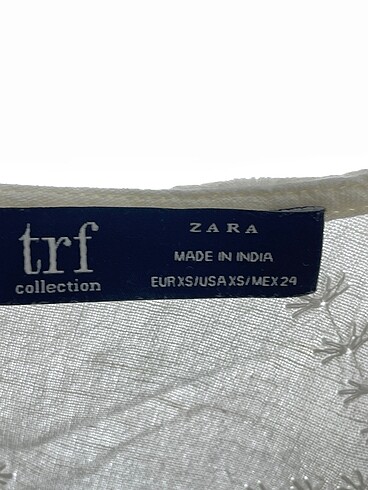 trf
collection
ZARA
MADE IN INDIA
EUR XS/USA XS/MEX 24